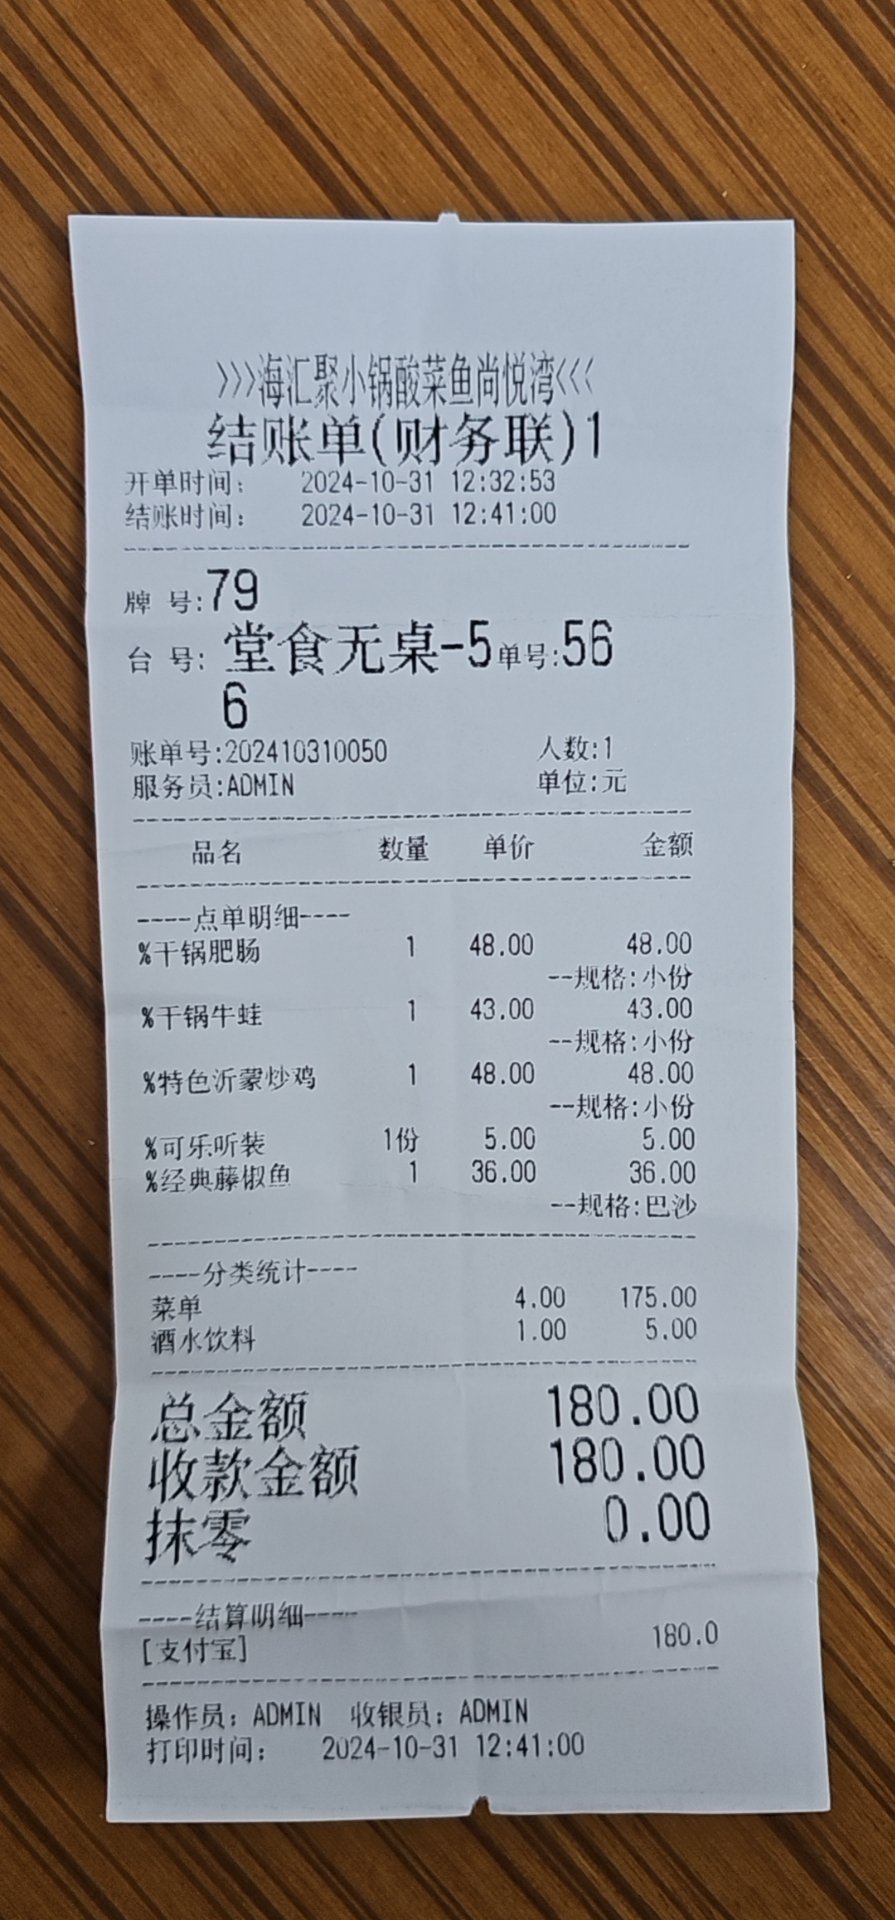 >>>海汇聚小锅酸菜鱼尚悦湾<<<
结账单(财务联)1
开单时间: 2024-10-31 12:32:53
结账时间: 2024-10-31 12:41:00
牌 号:79
台 号: 堂食无桌-5 单号:56
6
账单号:202410310050 人数:1
服务员:ADMIN 单位:元
品名 数量 单价 金额
----点单明细----
%干锅肥肠 1 48.00 48.00
--规格:小份
%干锅牛蛙 1 43.00 43.00
--规格:小份
%特色沂蒙炒鸡 1 48.00 48.00
--规格:小份
%可乐听装 1份 5.00 5.00
%经典藤椒鱼 1 36.00 36.00
--规格:巴沙
----分类统计----
菜单 4.00 175.00
酒水饮料 1.00 5.00
总金额 180.00
收款金额 180.00
抹零 0.00
----结算明细----
[支付宝] 180.0
操作员: ADMIN 收银员: ADMIN
打印时间: 2024-10-31 12:41:00